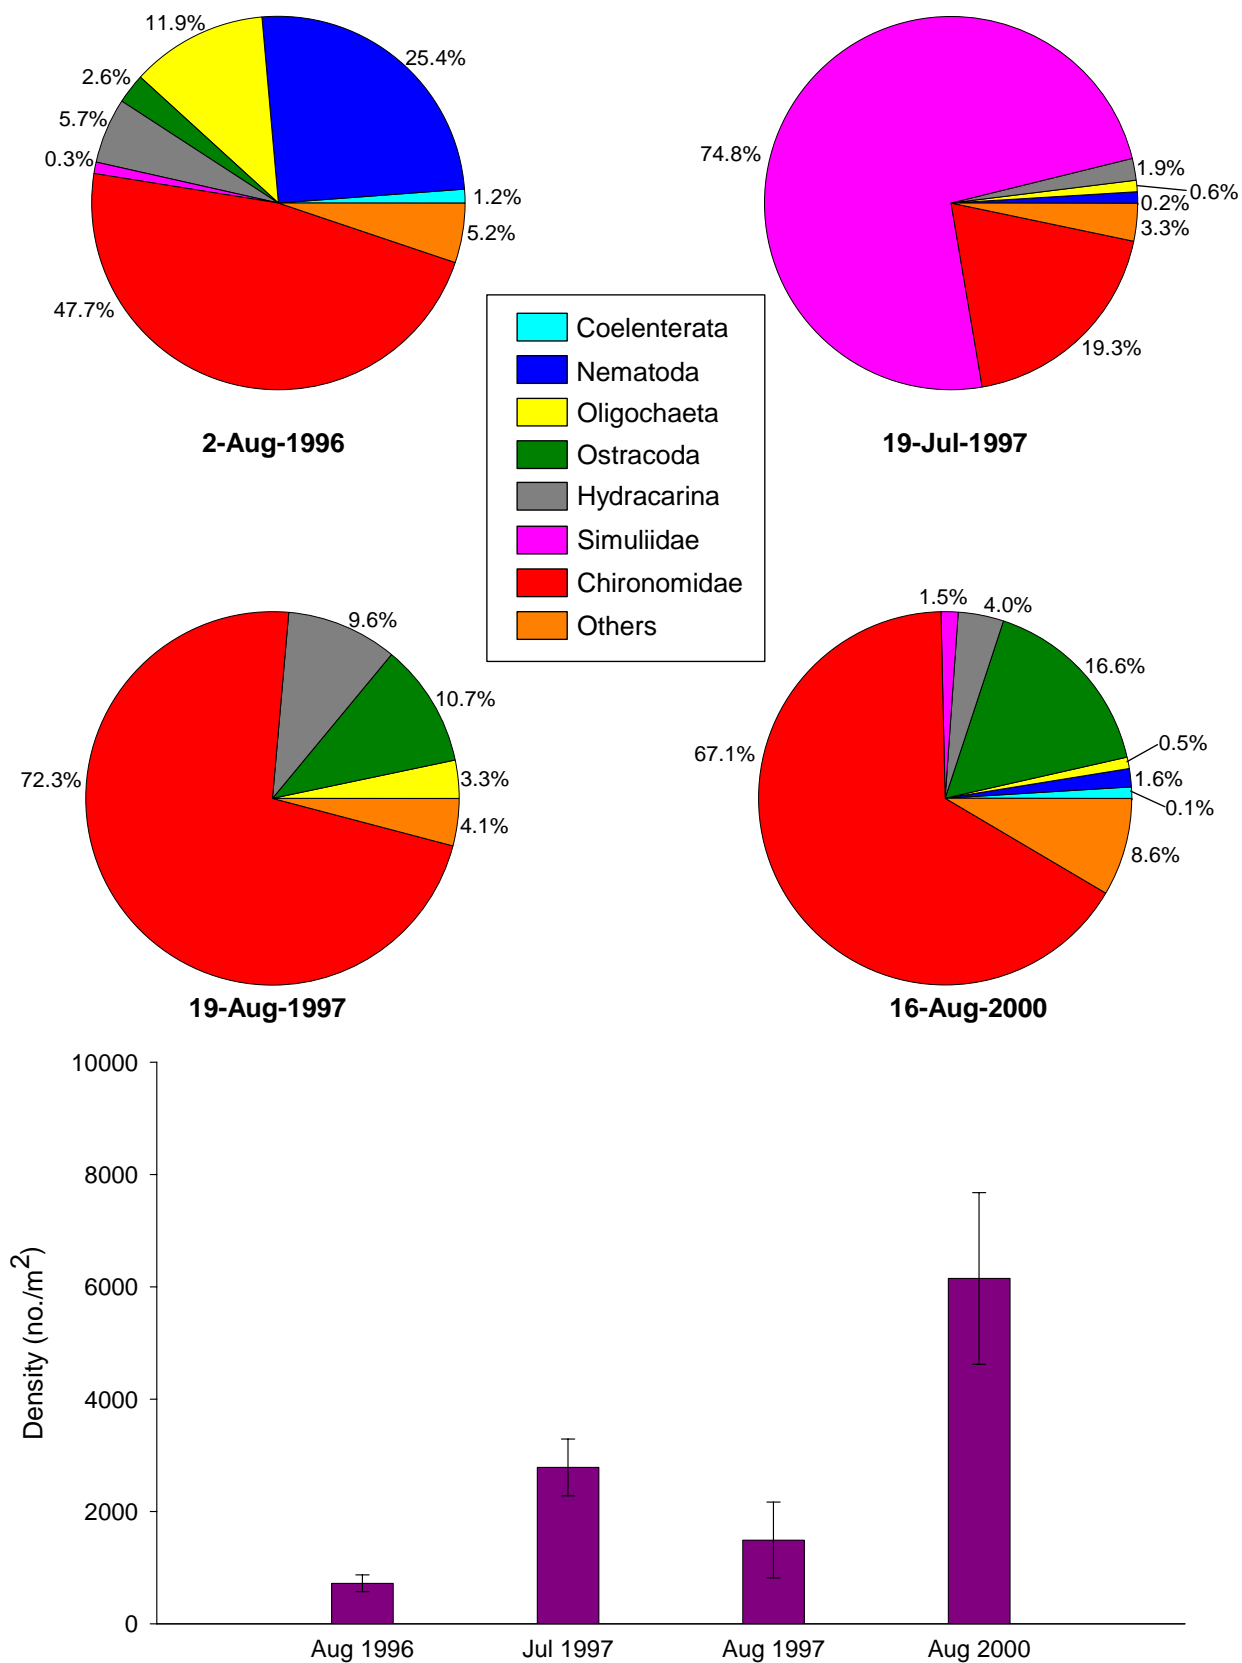 11.9%
25.4%
2.6%
5.7%
0.3%
1.2%
5.2%
47.7%
2-Aug-1996
74.8%
1.9%
0.6%
0.2%
3.3%
19.3%
19-Jul-1997
Coelenterata
Nematoda
Oligochaeta
Ostracoda
Hydracarina
Simuliidae
Chironomidae
Others
9.6%
10.7%
72.3%
3.3%
4.1%
19-Aug-1997
1.5%
4.0%
16.6%
67.1%
0.5%
1.6%
0.1%
8.6%
16-Aug-2000
Density (no./m²)
10000
8000
6000
4000
2000
0
Aug 1996 Jul 1997 Aug 1997 Aug 2000